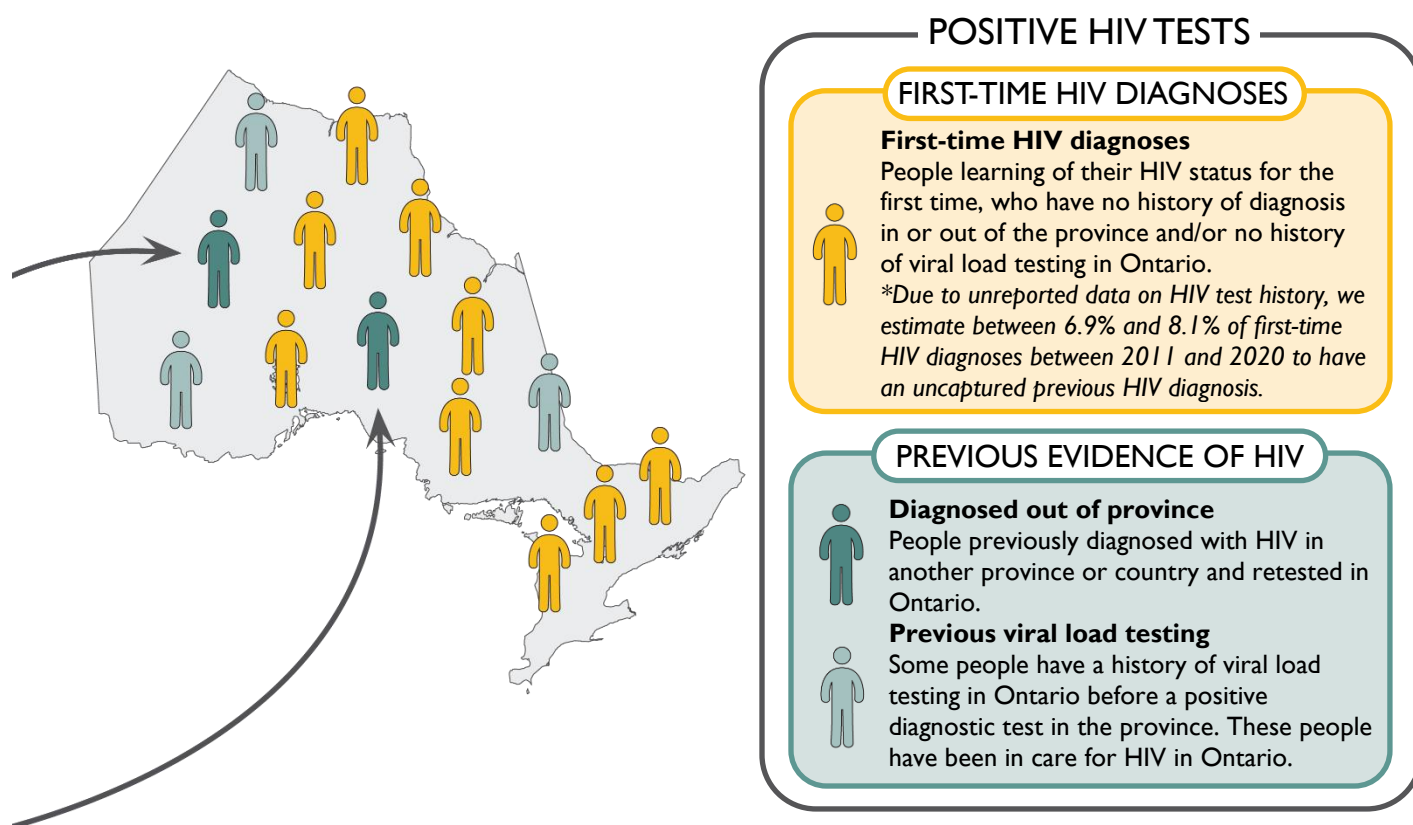 POSITIVE HIV TESTS
FIRST-TIME HIV DIAGNOSES
First-time HIV diagnoses
People learning of their HIV status for the
first time, who have no history of diagnosis
in or out of the province and/or no history
of viral load testing in Ontario.
*Due to unreported data on HIV test history, we
estimate between 6.9% and 8.1% of first-time
HIV diagnoses between 2011 and 2020 to have
an uncaptured previous HIV diagnosis.
PREVIOUS EVIDENCE OF HIV
Diagnosed out of province
People previously diagnosed with HIV in
another province or country and retested in
Ontario.
Previous viral load testing
Some people have a history of viral load
testing in Ontario before a positive
diagnostic test in the province. These people
have been in care for HIV in Ontario.